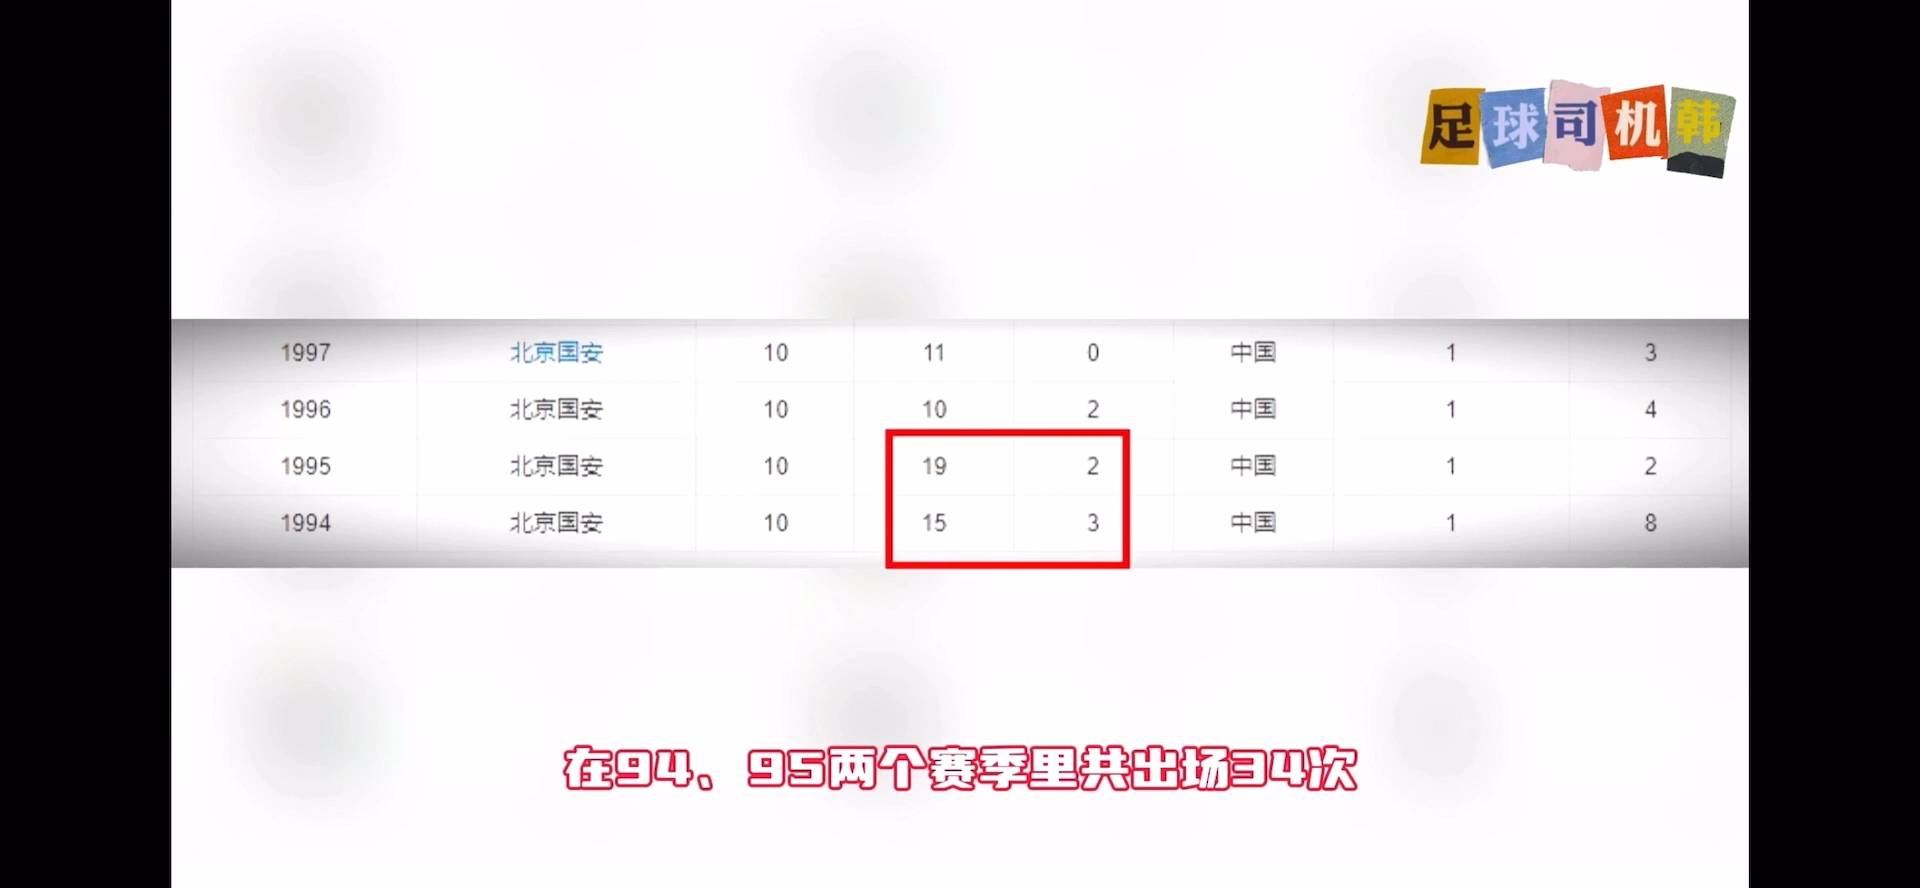 足球司机韩
1997 北京国安 10 11 0 中国 1 3
1996 北京国安 10 10 2 中国 1 4
1995 北京国安 10 19 2 中国 1 2
1994 北京国安 10 15 3 中国 1 8
在94、95两个赛季里共出场34次